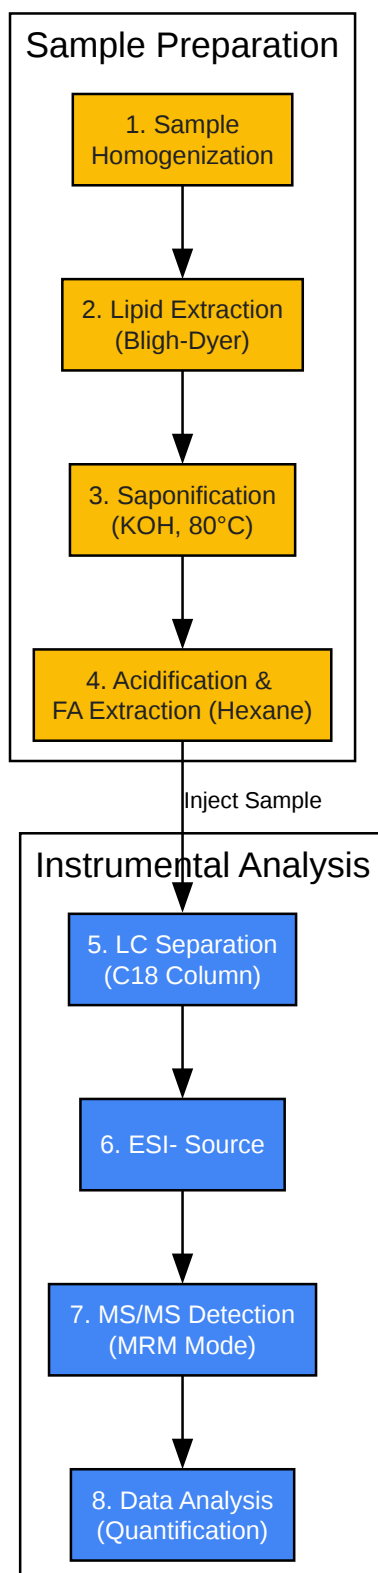 Sample Preparation
1. Sample
Homogenization
2. Lipid Extraction
(Bligh-Dyer)
3. Saponification
(KOH, 80°C)
4. Acidification &
FA Extraction (Hexane)
Inject Sample
Instrumental Analysis
5. LC Separation
(C18 Column)
6. ESI- Source
7. MS/MS Detection
(MRM Mode)
8. Data Analysis
(Quantification)